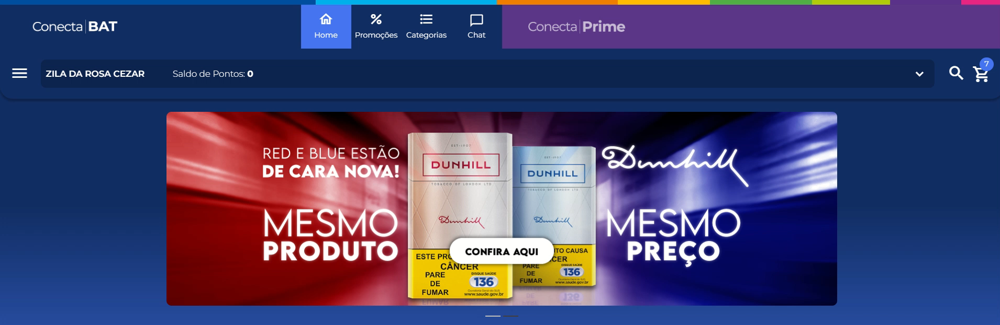 Conecta BAT
Home
Promoções
Categorias
Chat
Conecta Prime
ZILA DA ROSA CEZAR
Saldo de Pontos: 0
7
RED E BLUE ESTÃO
DE CARA NOVA!
MESMO
PRODUTO
EST-1907
DUNHILL
TOBACCO OF LONDON LTD
Dunhill
ESTE PRO
CÂNCER
PARE
DE
FUMAR
DISQUE SAÚDE
136
Ouvidoria Geral do SUS
www.saude.gov.br
EST-1907
DUNHILL
TOBACCO OF LONDON LTD
Dunhill
UTO CAUSA
CER
PARE
DE
FUMAR
DISQUE SAÚDE
136
Ouvidoria Geral do SUS
www.saude.gov.br
CONFIRA AQUI
Dunhill
MESMO
PREÇO